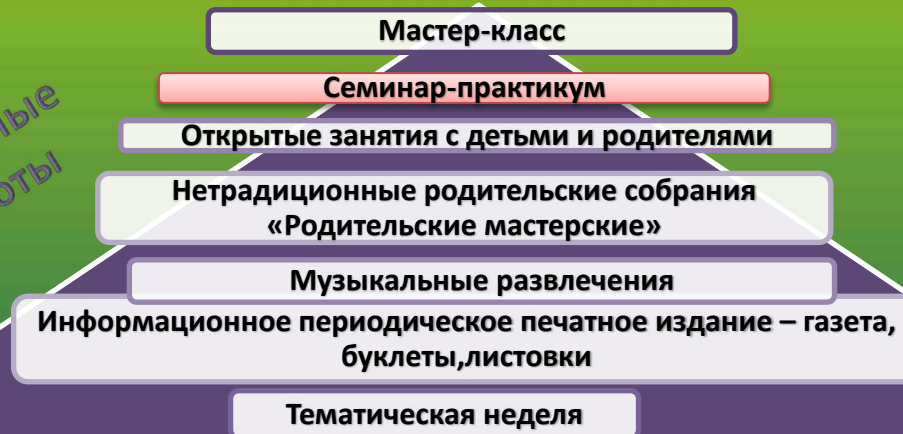 Мастер-класс
Семинар-практикум
Открытые занятия с детьми и родителями
Нетрадиционные родительские собрания
«Родительские мастерские»
Музыкальные развлечения
Информационное периодическое печатное издание – газета,
буклеты,листовки
Тематическая неделя